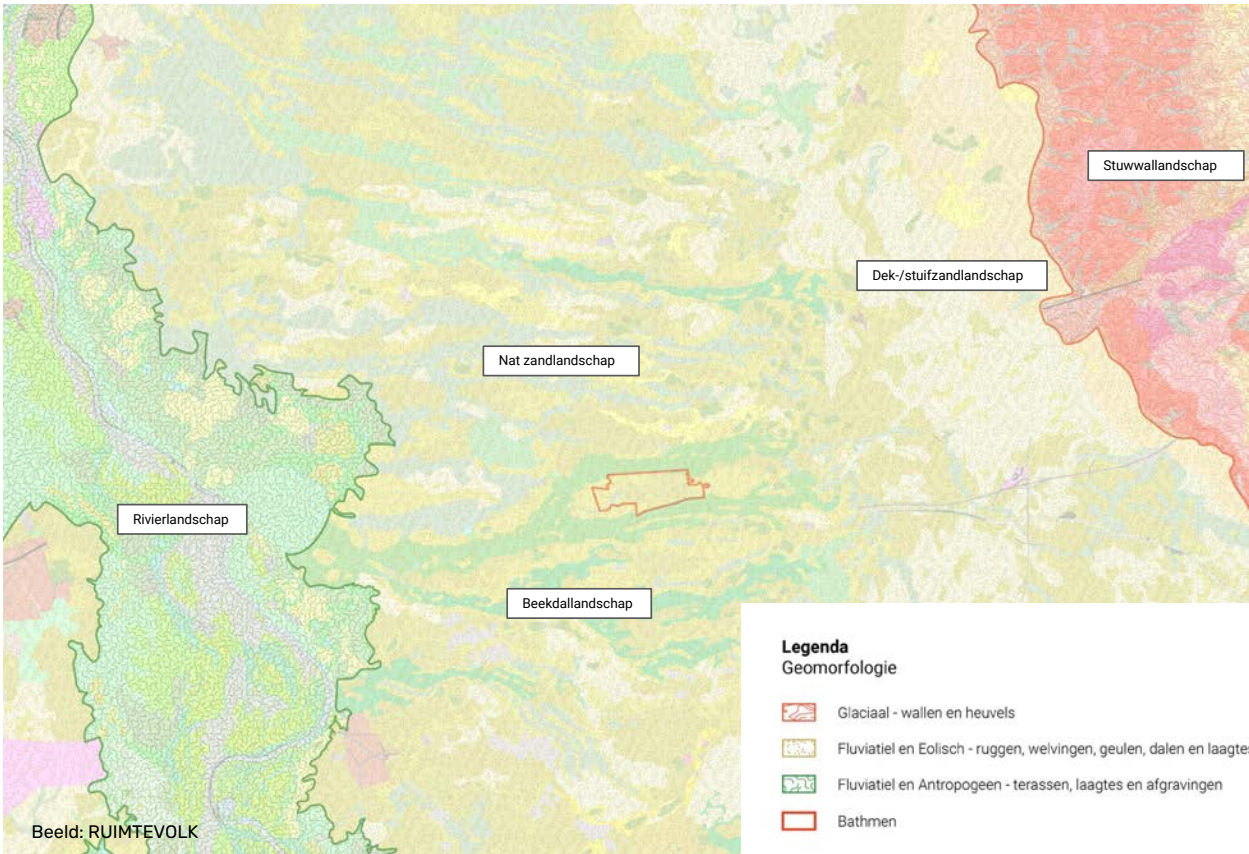 Stuwwallandschap
Dek-/stuifzandlandschap
Nat zandlandschap
Rivierlandschap
Beekdallandschap
Legenda
Geomorfologie
Glaciaal - wallen en heuvels
Fluviatiel en Eolisch - ruggen, welvingen, geulen, dalen en laagtes
Fluviatiel en Antropogeen - terassen, laagtes en afgravingen
Bathmen
Beeld: RUIMTEVOLK